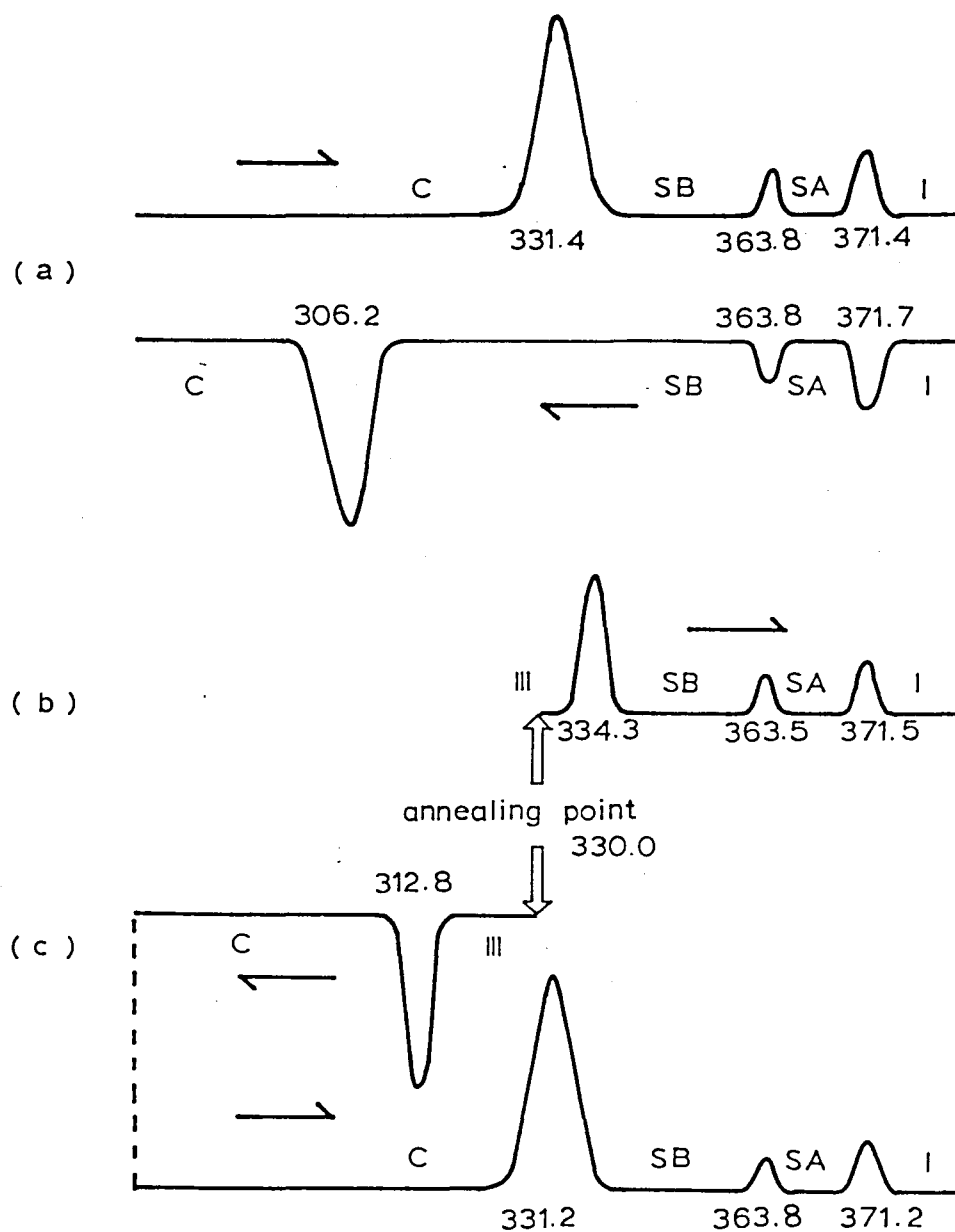 C SB SA I
331.4 363.8 371.4
( a )
306.2 363.8 371.7
C SB SA I
III SB SA I
( b )
334.3 363.5 371.5
annealing point
330.0
312.8
( c )
C III
C SB SA I
331.2 363.8 371.2